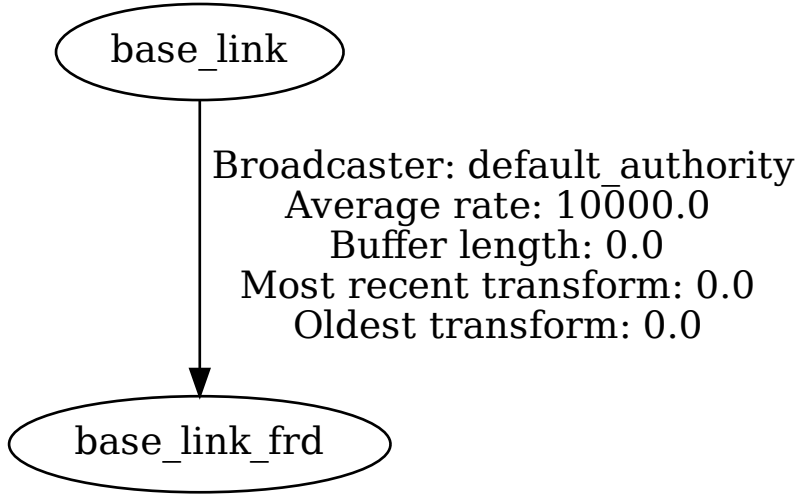 base_link
Broadcaster: default_authority
Average rate: 10000.0
Buffer length: 0.0
Most recent transform: 0.0
Oldest transform: 0.0
base_link_frd